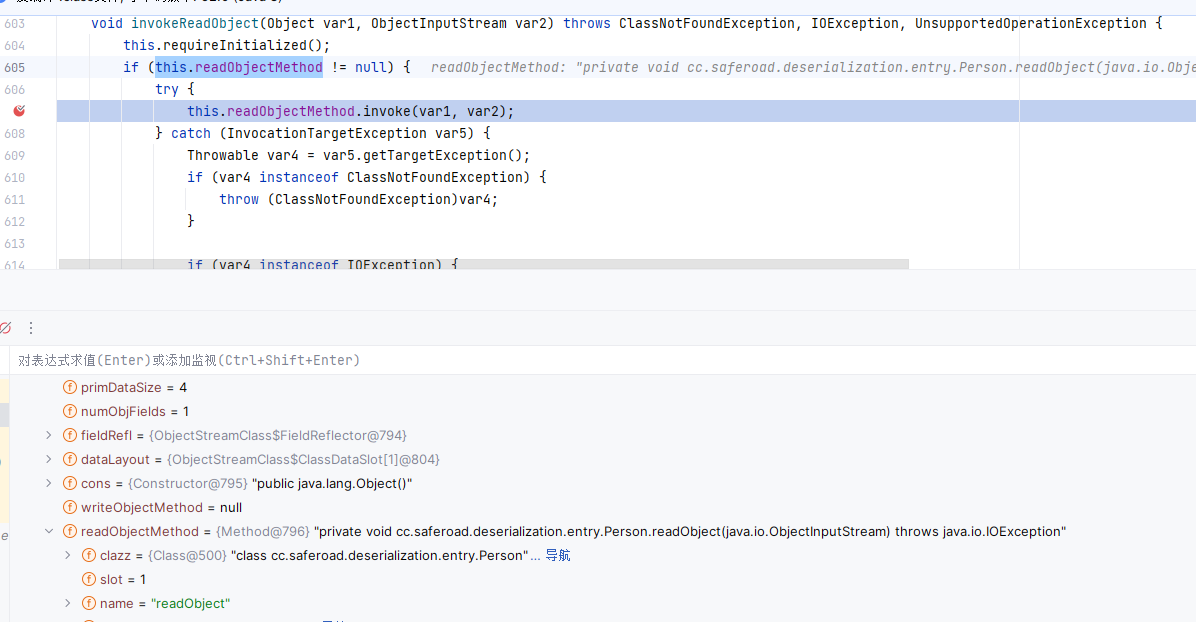 603 void invokeReadObject(Object var1, ObjectInputStream var2) throws ClassNotFoundException, IOException, UnsupportedOperationException {
604 this.requireInitialized();
605 if (this.readObjectMethod != null) { readObjectMethod: "private void cc.saferoad.deserialization.entry.Person.readObject(java.io.Obje
606 try {
this.readObjectMethod.invoke(var1, var2);
608 } catch (InvocationTargetException var5) {
609 Throwable var4 = var5.getTargetException();
610 if (var4 instanceof ClassNotFoundException) {
611 throw (ClassNotFoundException)var4;
612 }
613
614 if (var4 instanceof IOException) {
对表达式求值(Enter)或添加监视(Ctrl+Shift+Enter)
primDataSize = 4
numObjFields = 1
fieldRefl = {ObjectStreamClass$FieldReflector@794}
dataLayout = {ObjectStreamClass$ClassDataSlot[1]@804}
cons = {Constructor@795} "public java.lang.Object()"
writeObjectMethod = null
readObjectMethod = {Method@796} "private void cc.saferoad.deserialization.entry.Person.readObject(java.io.ObjectInputStream) throws java.io.IOException"
clazz = {Class@500} "class cc.saferoad.deserialization.entry.Person"... 导航
slot = 1
name = "readObject"